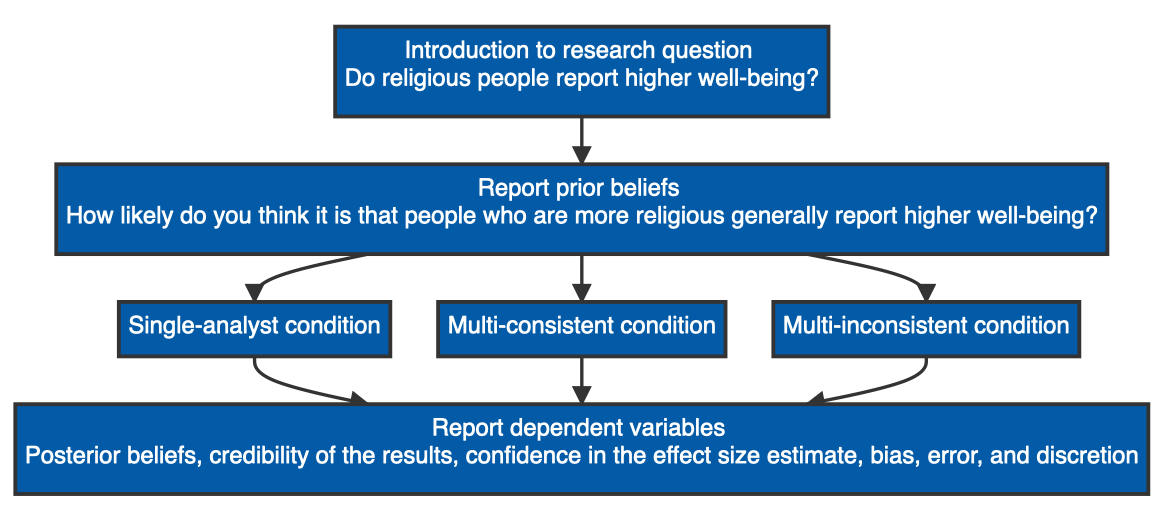 Introduction to research question
Do religious people report higher well-being?
Report prior beliefs
How likely do you think it is that people who are more religious generally report higher well-being?
Single-analyst condition
Multi-consistent condition
Multi-inconsistent condition
Report dependent variables
Posterior beliefs, credibility of the results, confidence in the effect size estimate, bias, error, and discretion